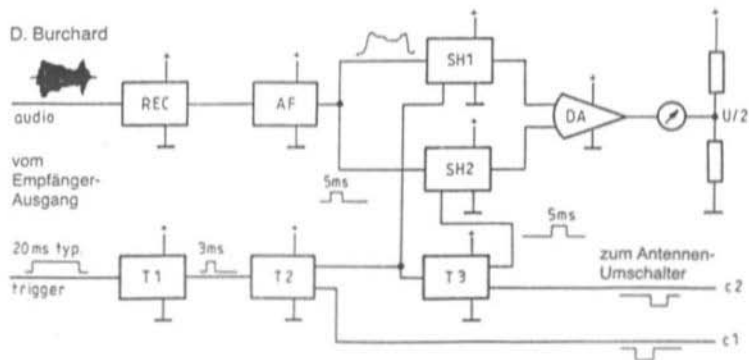 D. Burchard
audio
REC
AF
SH1
SH2
DA
U/2
vom
Empfänger-
Ausgang
5ms
5ms
20ms typ.
trigger
T1
3ms
T2
T3
zum Antennen-
Umschalter
c2
c1